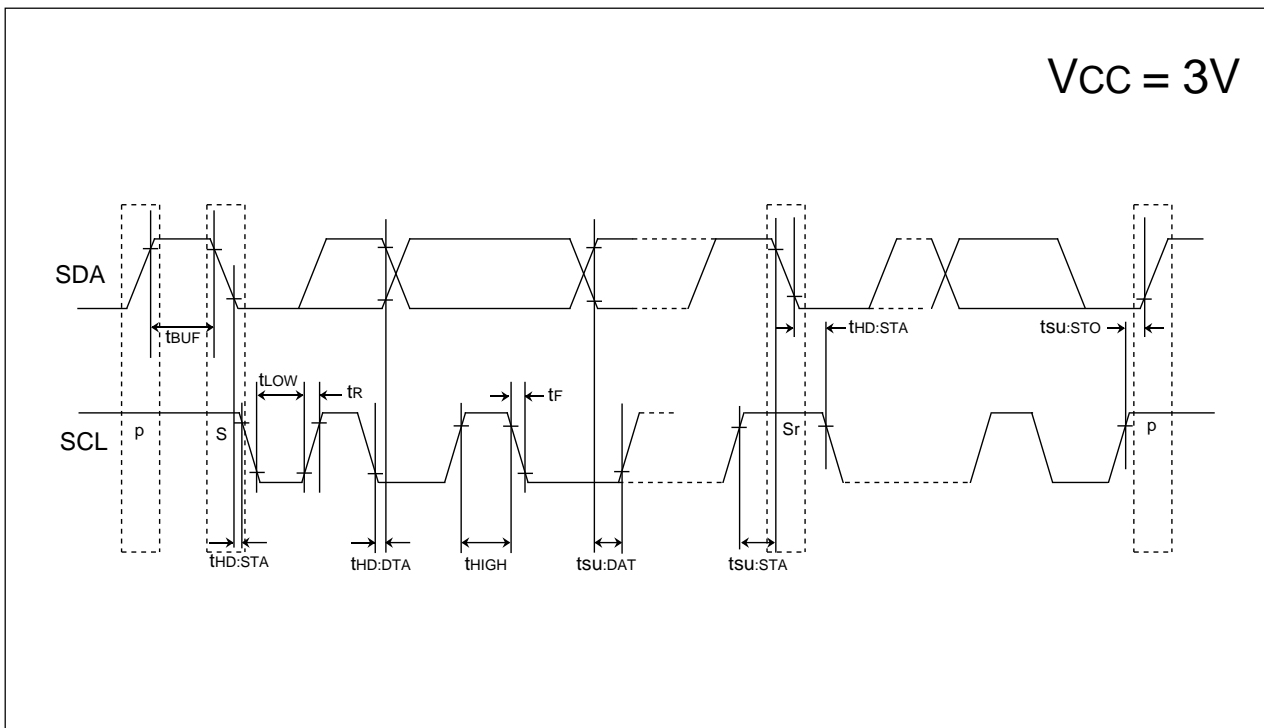 VCC = 3V
SDA
tBUF
tHD:STA
tsu:STO
tLOW
tR
tF
SCL
p
S
Sr
p
tHD:STA
tHD:DTA
tHIGH
tsu:DAT
tsu:STA